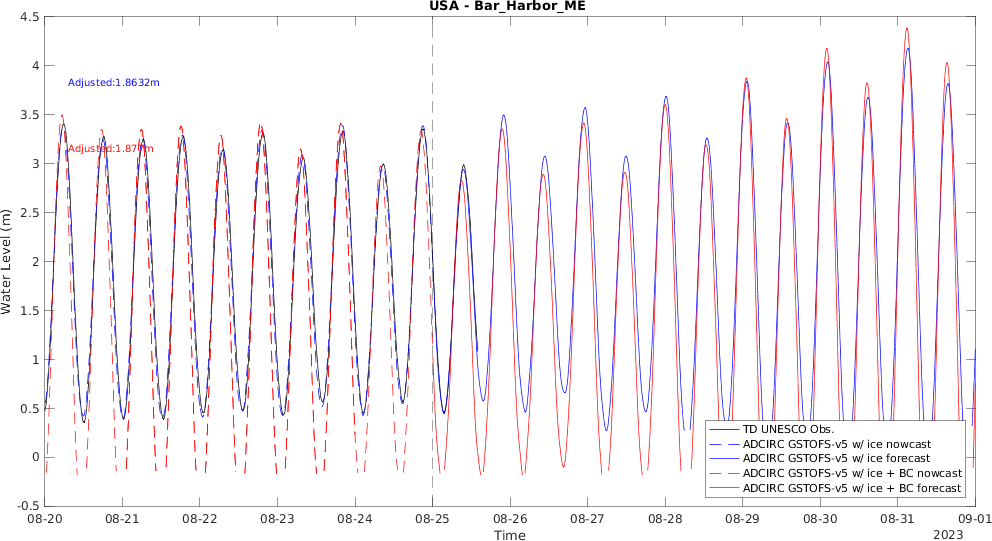 USA - Bar_Harbor_ME
4.5
4
3.5
3
2.5
2
1.5
1
0.5
0
-0.5
Water Level (m)
Adjusted:1.8632m
08-20
08-21
08-22
08-23
08-24
08-25
08-26
08-27
08-28
08-29
08-30
08-31
09-01
Time
2023
TD UNESCO Obs.
ADCIRC GSTOFS-v5 w/ ice nowcast
ADCIRC GSTOFS-v5 w/ ice forecast
ADCIRC GSTOFS-v5 w/ ice + BC nowcast
ADCIRC GSTOFS-v5 w/ ice + BC forecast